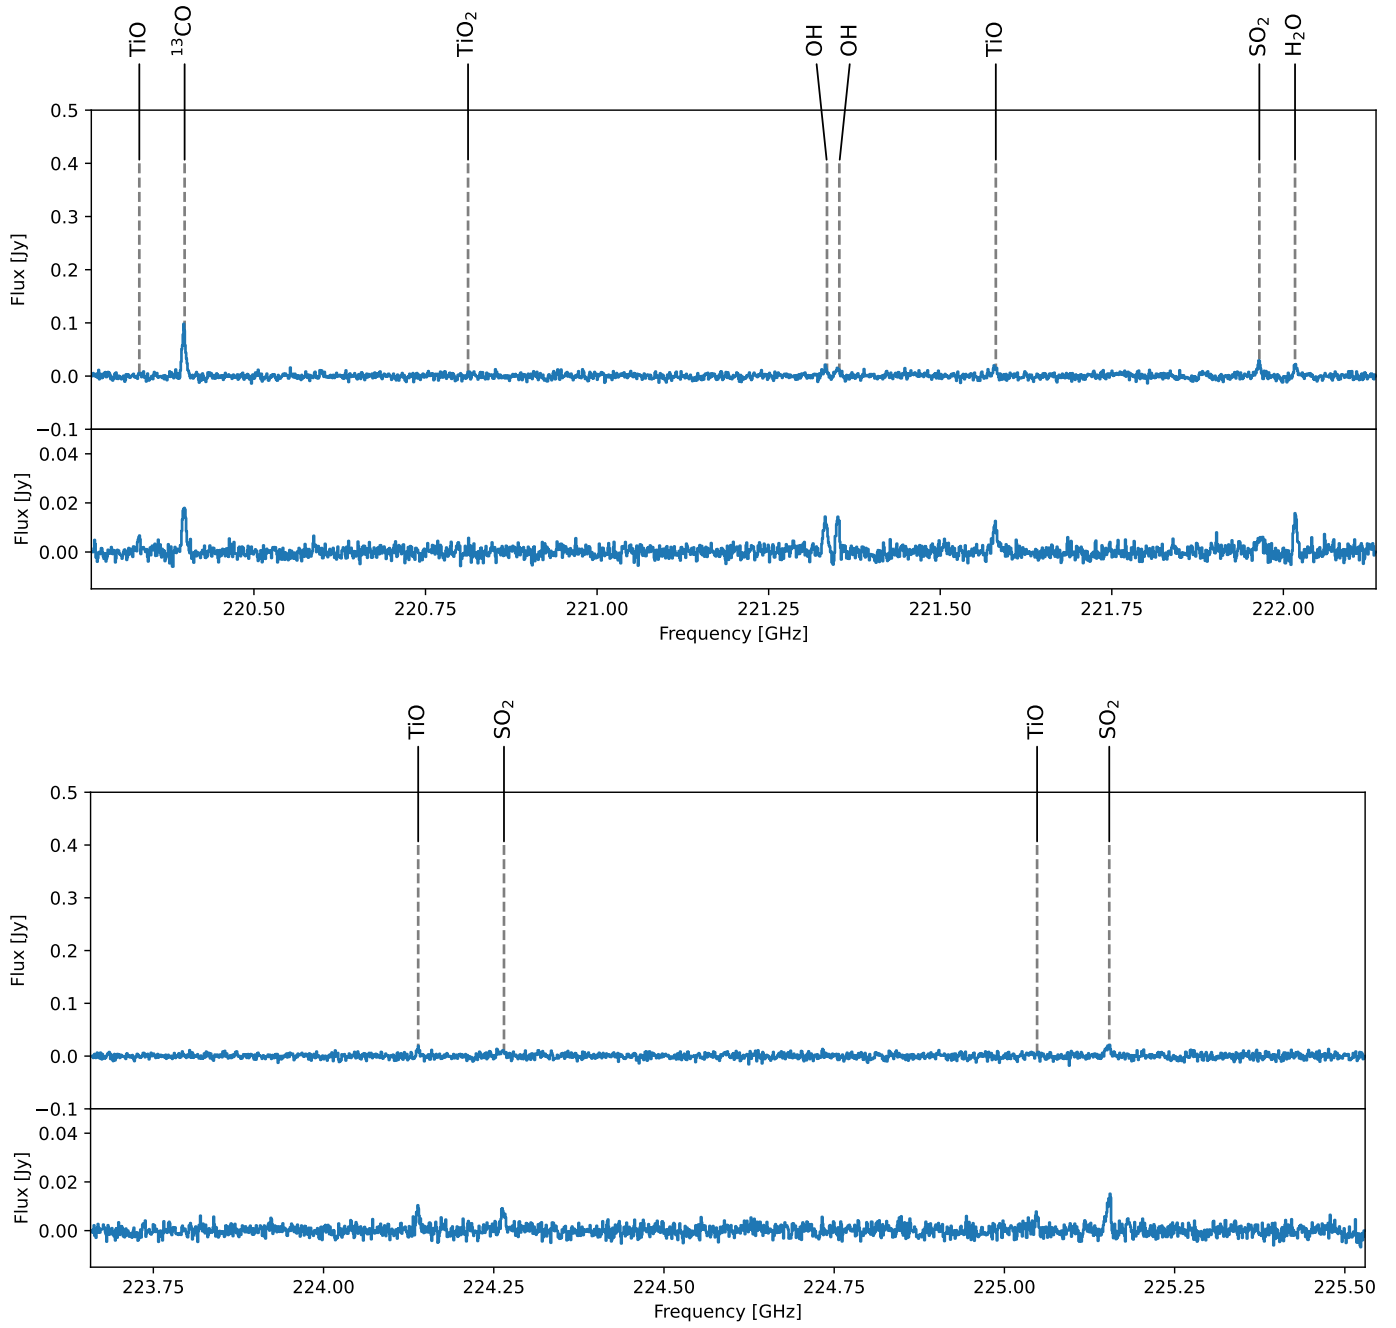 TiO ¹³CO TiO₂ OH OH TiO SO₂ H₂O
0.5
0.4
0.3
0.2
0.1
0.0
−0.1
Flux [Jy]
0.04
0.02
0.00
Flux [Jy]
220.50 220.75 221.00 221.25 221.50 221.75 222.00
Frequency [GHz]
TiO SO₂ TiO SO₂
0.5
0.4
0.3
0.2
0.1
0.0
−0.1
Flux [Jy]
0.04
0.02
0.00
Flux [Jy]
223.75 224.00 224.25 224.50 224.75 225.00 225.25 225.50
Frequency [GHz]